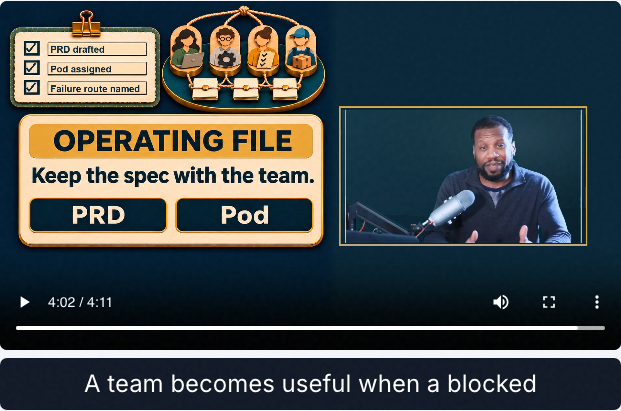 PRD drafted
Pod assigned
Failure route named
OPERATING FILE
Keep the spec with the team.
PRD
Pod
4:02 / 4:11
A team becomes useful when a blocked